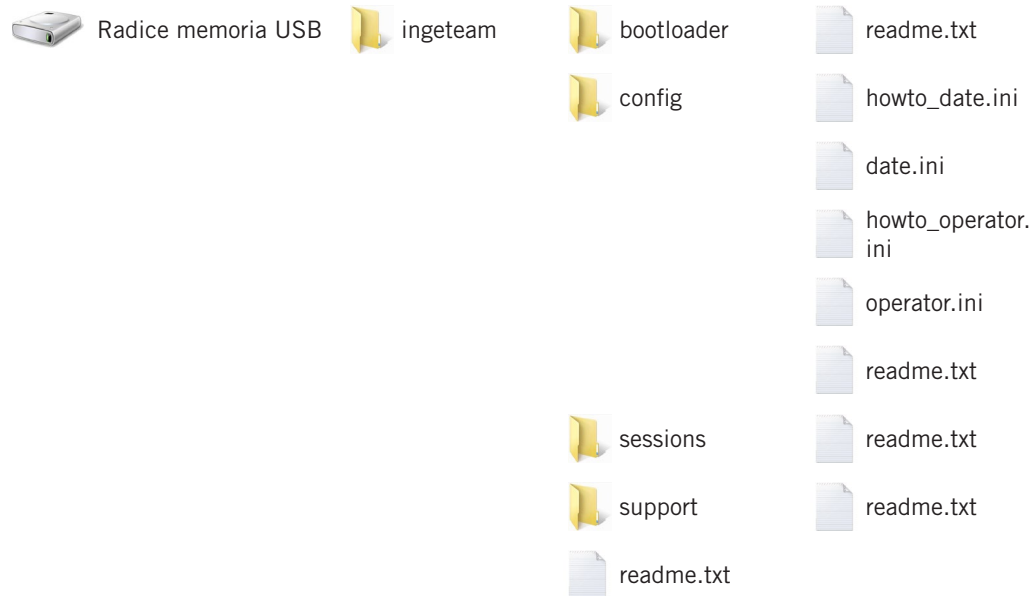 Radice memoria USB ingeteam bootloader readme.txt
config howto_date.ini
date.ini
howto_operator.
ini
operator.ini
readme.txt
sessions readme.txt
support readme.txt
readme.txt